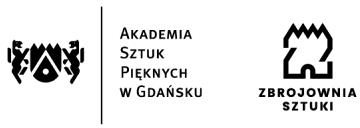 AKADEMIA
SZTUK
PIĘKNYCH
W GDAŃSKU
ZBROJOWNIA
SZTUKI